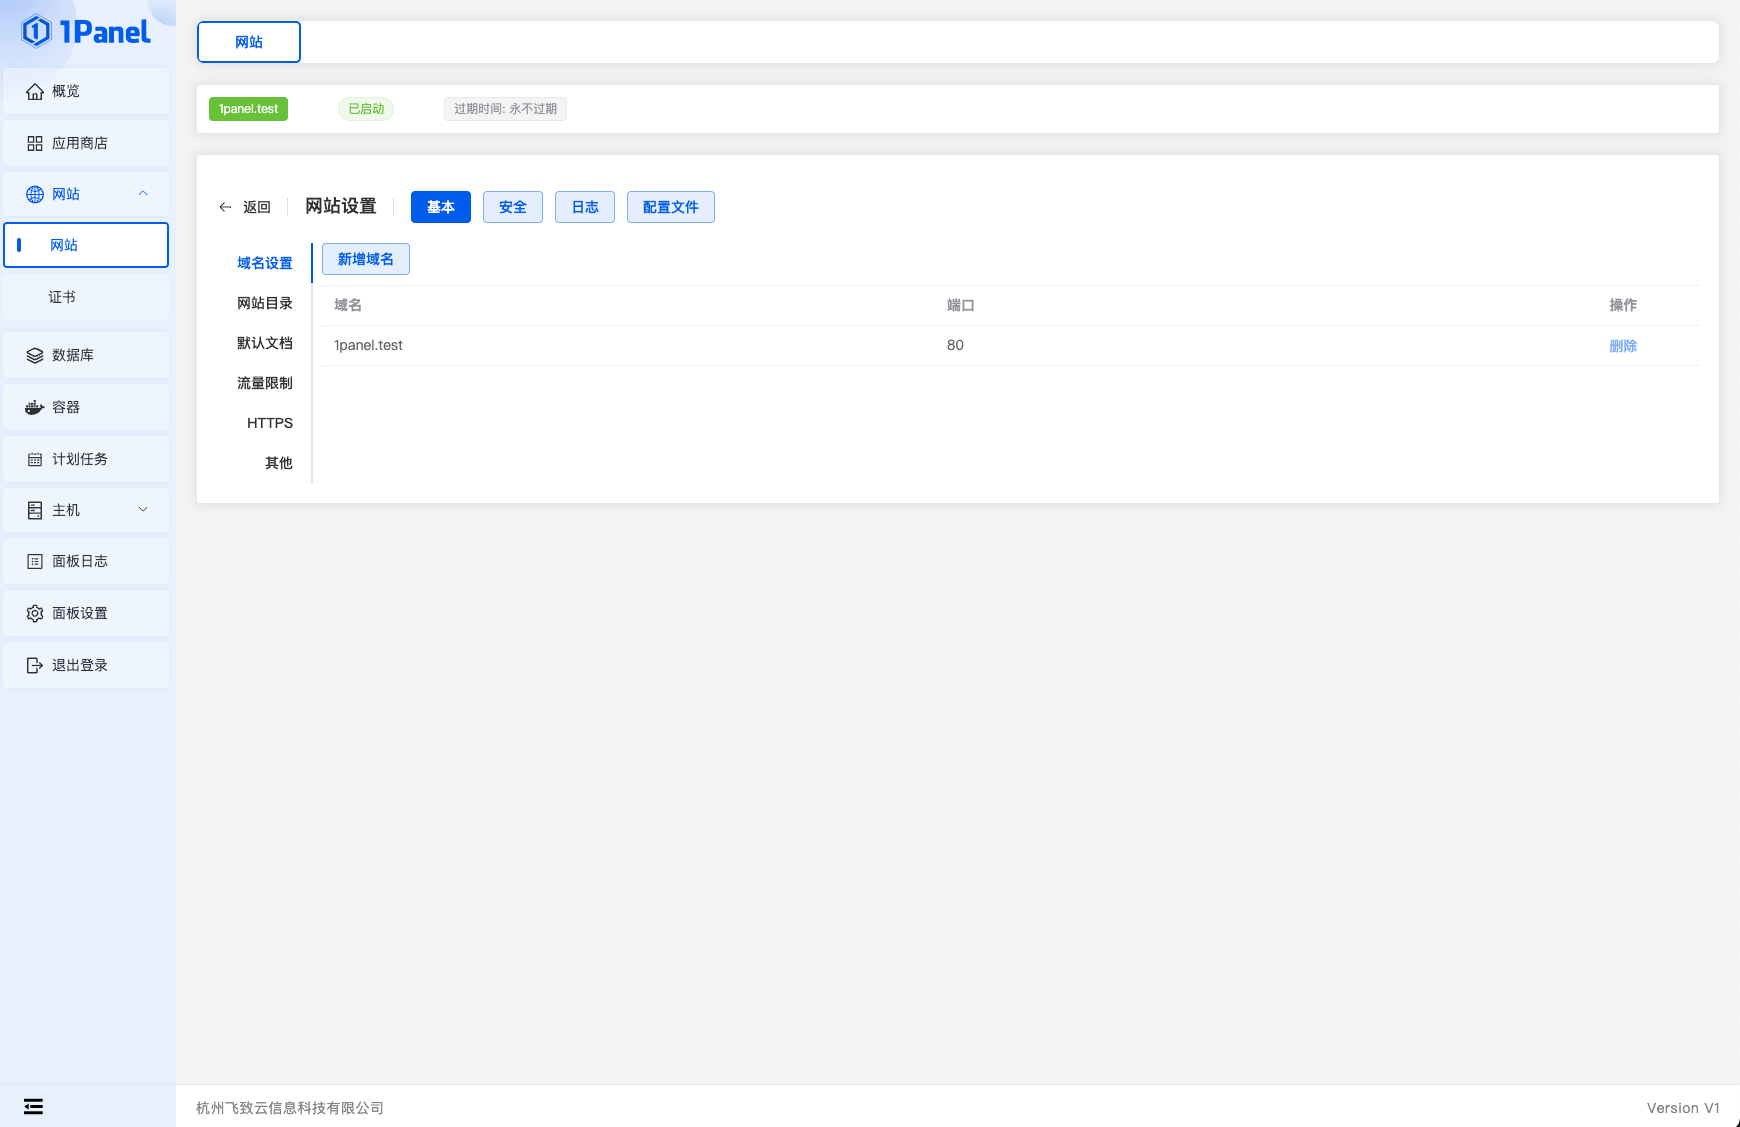 1Panel
概览
应用商店
网站
网站
证书
数据库
容器
计划任务
主机
面板日志
面板设置
退出登录
网站
1panel.test 已启动 过期时间: 永不过期
返回 网站设置 基本 安全 日志 配置文件
域名设置
网站目录
默认文档
流量限制
HTTPS
其他
新增域名
域名 端口 操作
1panel.test 80 删除
杭州飞致云信息科技有限公司 Version V1